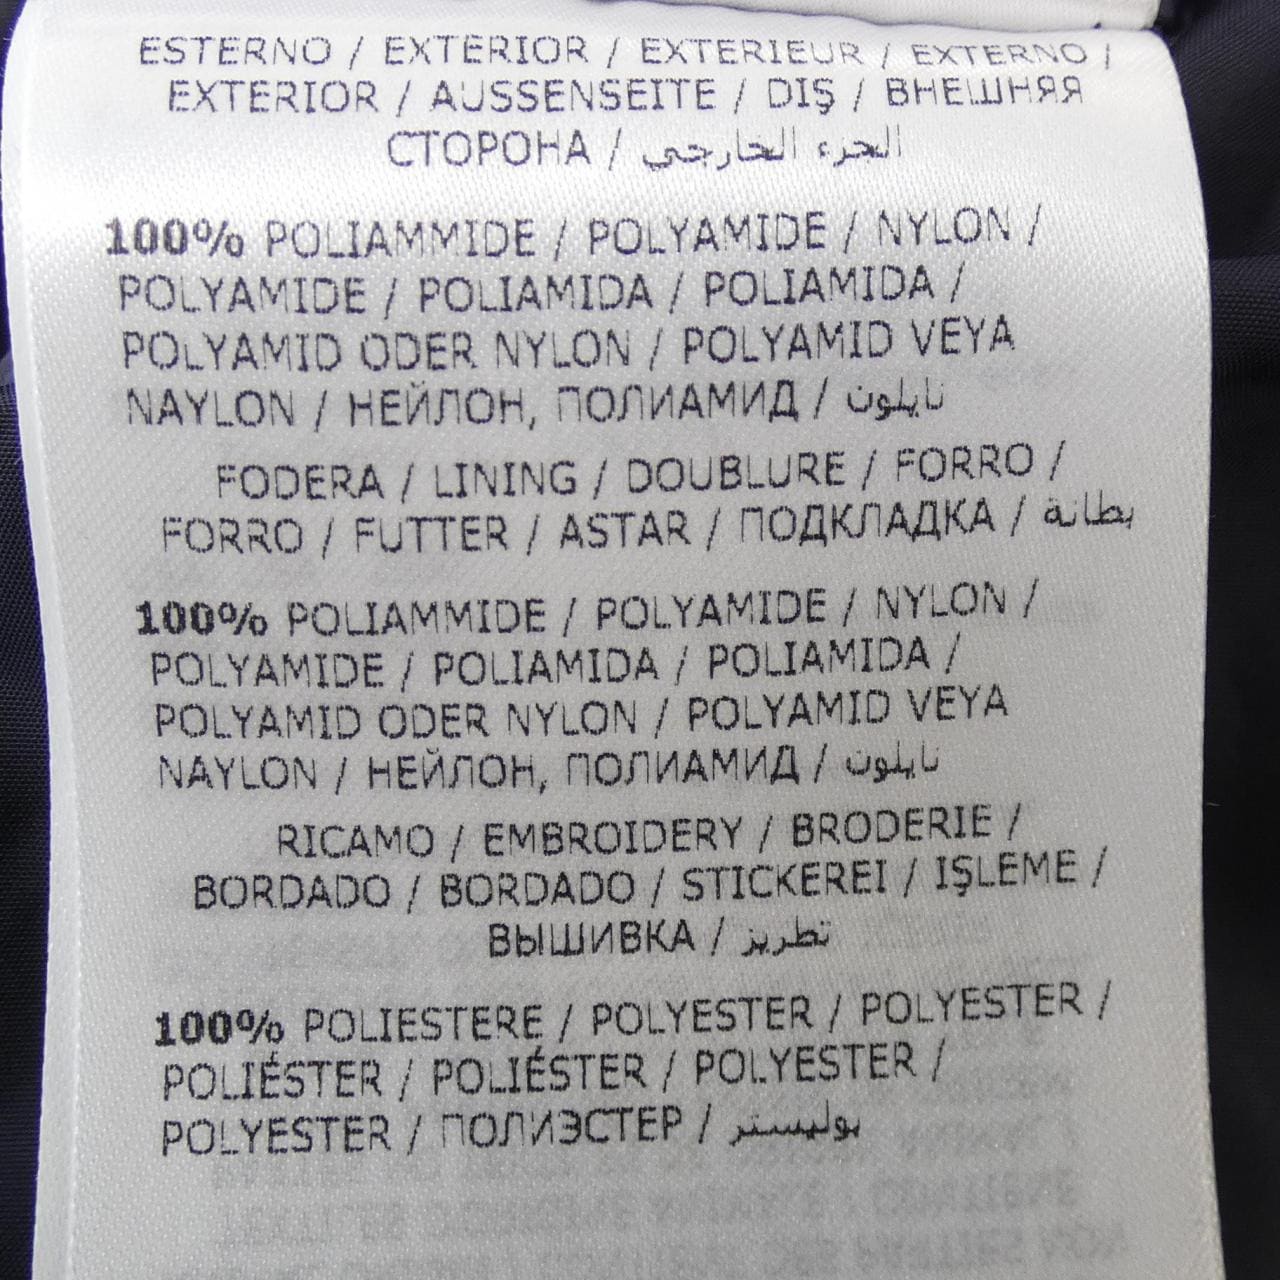 ESTERNO / EXTERIOR / EXTERIEUR / EXTERNO /
EXTERIOR / AUSSENSEITE / DIŞ / ВНЕШНЯЯ
СТОРОНА / الجزء الخارجي
100% POLIAMMIDE / POLYAMIDE / NYLON /
POLYAMIDE / POLIAMIDA / POLIAMIDA /
POLYAMID ODER NYLON / POLYAMID VEYA
NAYLON / НЕЙЛОН, ПОЛИАМИД / نايلون
FODERA / LINING / DOUBLURE / FORRO /
FORRO / FUTTER / ASTAR / ПОДКЛАДКА / بطانة
100% POLIAMMIDE / POLYAMIDE / NYLON /
POLYAMIDE / POLIAMIDA / POLIAMIDA /
POLYAMID ODER NYLON / POLYAMID VEYA
NAYLON / НЕЙЛОН, ПОЛИАМИД / نايلون
RICAMO / EMBROIDERY / BRODERIE /
BORDADO / BORDADO / STICKEREI / IŞLEME /
ВЫШИВКА / تطريز
100% POLIESTERE / POLYESTER / POLYESTER /
POLIÉSTER / POLIÉSTER / POLYESTER /
POLYESTER / ПОЛИЭСТЕР / بوليستر